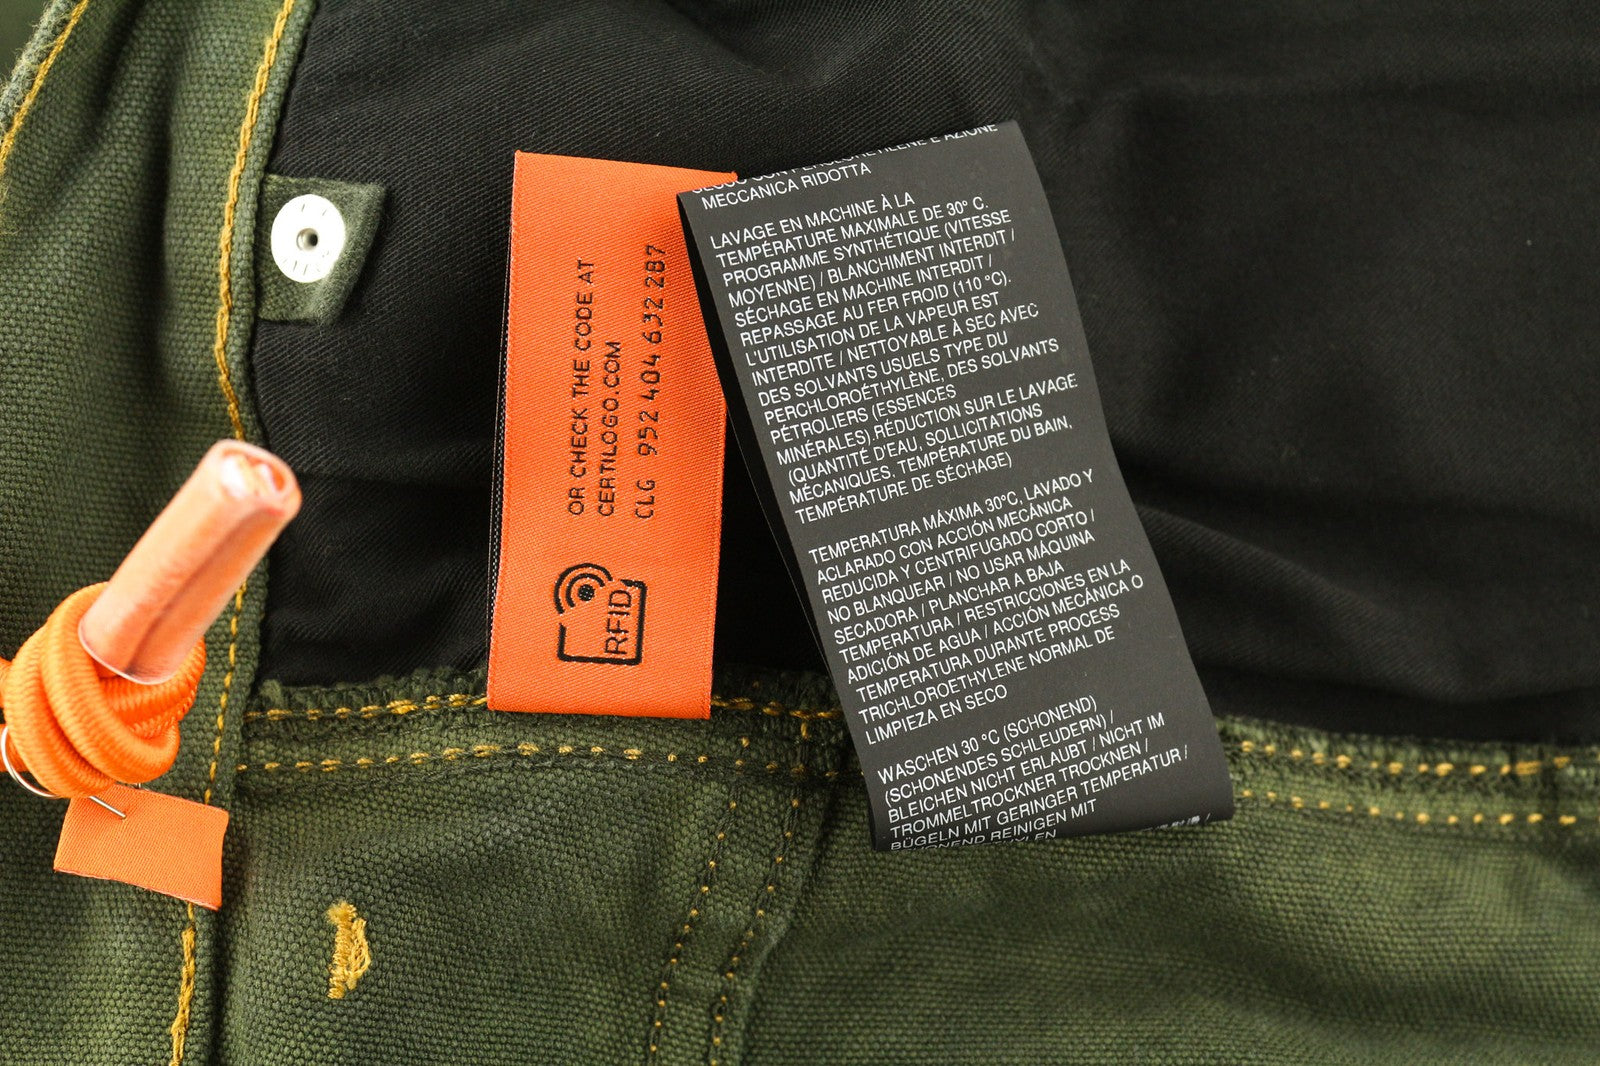 OR CHECK THE CODE AT
CERTILOGO.COM
CLG 952 404 632 287
RFID
MECCANICA RIDOTTA
LAVAGE EN MACHINE À LA
TEMPÉRATURE MAXIMALE DE 30° C.
PROGRAMME SYNTHÉTIQUE (VITESSE
MOYENNE) / BLANCHIMENT INTERDIT /
SÉCHAGE EN MACHINE INTERDIT /
REPASSAGE AU FER FROID (110 °C).
L'UTILISATION DE LA VAPEUR EST
INTERDITE / NETTOYABLE À SEC AVEC
DES SOLVANTS USUELS TYPE DU
PERCHLOROÉTHYLÈNE, DES SOLVANTS
PÉTROLIERS (ESSENCES
MINÉRALES).RÉDUCTION SUR LE LAVAGE
(QUANTITÉ D'EAU, SOLLICITATIONS
MÉCANIQUES, TEMPÉRATURE DU BAIN,
TEMPÉRATURE DE SÉCHAGE)
TEMPERATURA MÁXIMA 30°C, LAVADO Y
ACLARADO CON ACCIÓN MECÁNICA
REDUCIDA Y CENTRIFUGADO CORTO /
NO BLANQUEAR / NO USAR MÁQUINA
SECADORA / PLANCHAR A BAJA
TEMPERATURA / RESTRICCIONES EN LA
ADICIÓN DE AGUA / ACCIÓN MECÁNICA O
TEMPERATURA DURANTE PROCESS
TRICHLOROETHYLENE NORMAL DE
LIMPIEZA EN SECO
WASCHEN 30 °C (SCHONEND)
(SCHONENDES SCHLEUDERN) /
BLEICHEN NICHT ERLAUBT / NICHT IM
TROMMELTROCKNER TROCKNEN /
BÜGELN MIT GERINGER TEMPERATUR /
REINIGEN MIT